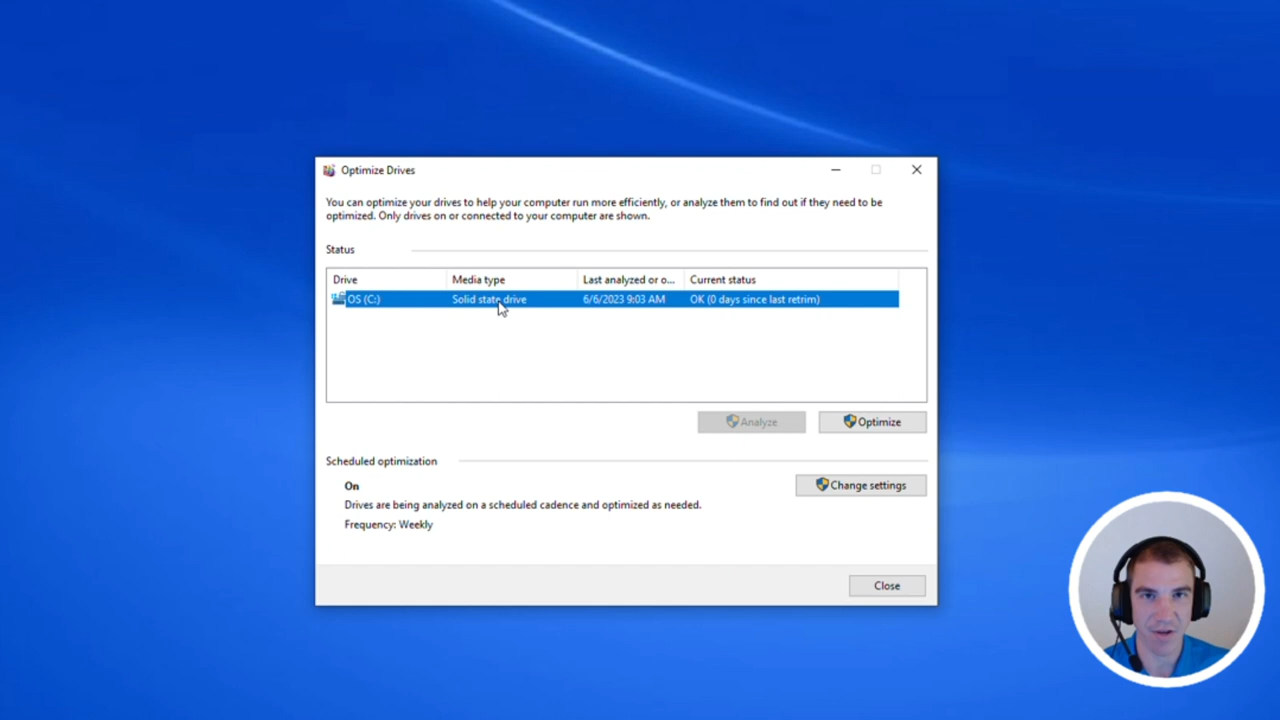 Optimize Drives
You can optimize your drives to help your computer run more efficiently, or analyze them to find out if they need to be
optimized. Only drives on or connected to your computer are shown.
Status
Drive Media type Last analyzed or o... Current status
OS (C:) Solid state drive 6/6/2023 9:03 AM OK (0 days since last retrim)
Analyze Optimize
Scheduled optimization
On
Change settings
Drives are being analyzed on a scheduled cadence and optimized as needed.
Frequency: Weekly
Close